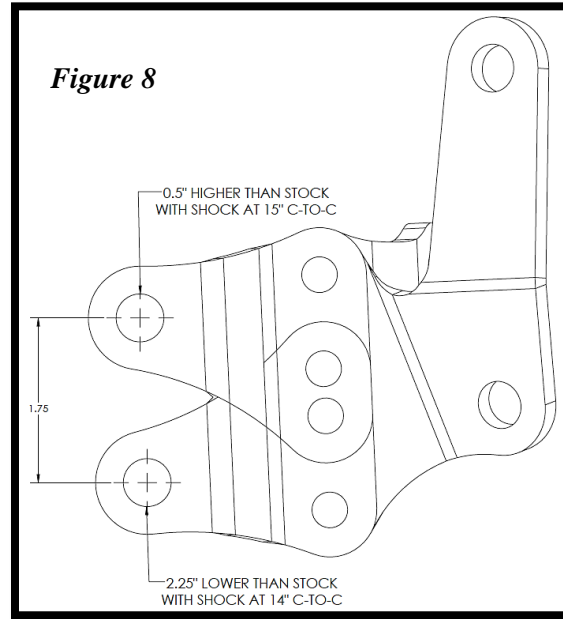 Figure 8
0.5" HIGHER THAN STOCK
WITH SHOCK AT 15" C-TO-C
1.75
2.25" LOWER THAN STOCK
WITH SHOCK AT 14" C-TO-C